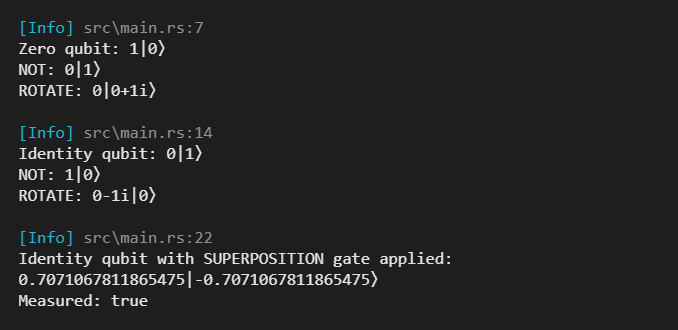 [Info] src\main.rs:7
Zero qubit: 1|0⟩
NOT: 0|1⟩
ROTATE: 0|0+1i⟩
[Info] src\main.rs:14
Identity qubit: 0|1⟩
NOT: 1|0⟩
ROTATE: 0-1i|0⟩
[Info] src\main.rs:22
Identity qubit with SUPERPOSITION gate applied:
0.7071067811865475|-0.7071067811865475⟩
Measured: true